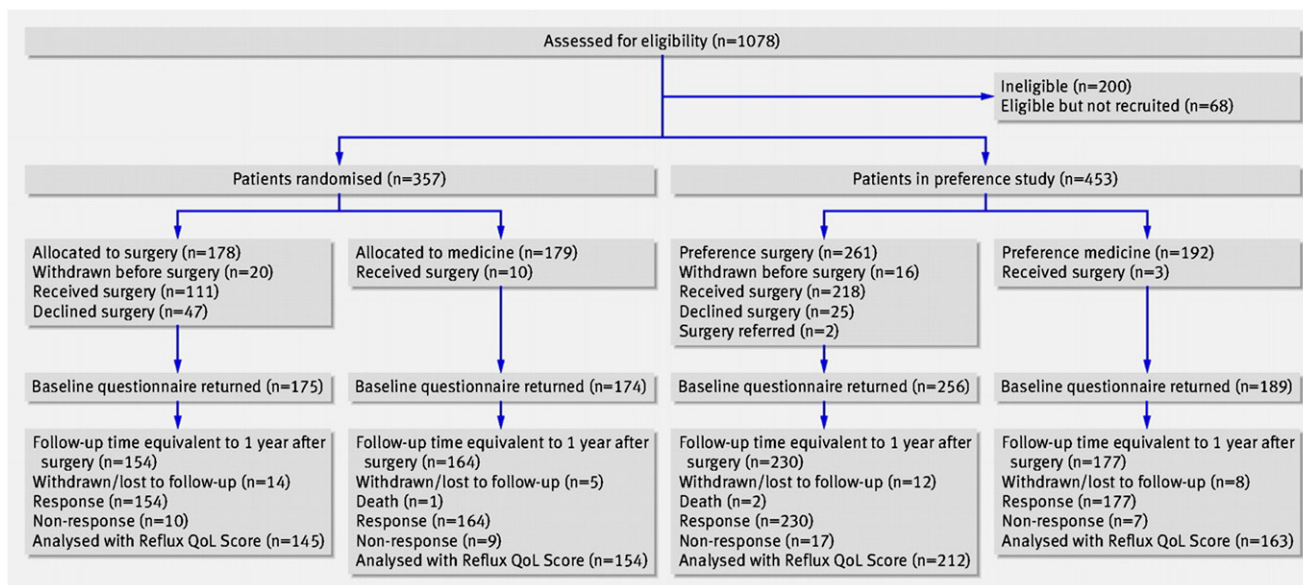 Assessed for eligibility (n=1078)
Ineligible (n=200)
Eligible but not recruited (n=68)
Patients randomised (n=357)
Patients in preference study (n=453)
Allocated to surgery (n=178)
Withdrawn before surgery (n=20)
Received surgery (n=111)
Declined surgery (n=47)
Allocated to medicine (n=179)
Received surgery (n=10)
Preference surgery (n=261)
Withdrawn before surgery (n=16)
Received surgery (n=218)
Declined surgery (n=25)
Surgery referred (n=2)
Preference medicine (n=192)
Received surgery (n=3)
Baseline questionnaire returned (n=175)
Baseline questionnaire returned (n=174)
Baseline questionnaire returned (n=256)
Baseline questionnaire returned (n=189)
Follow-up time equivalent to 1 year after
surgery (n=154)
Withdrawn/lost to follow-up (n=14)
Response (n=154)
Non-response (n=10)
Analysed with Reflux QoL Score (n=145)
Follow-up time equivalent to 1 year after
surgery (n=164)
Withdrawn/lost to follow-up (n=5)
Death (n=1)
Response (n=164)
Non-response (n=9)
Analysed with Reflux QoL Score (n=154)
Follow-up time equivalent to 1 year after
surgery (n=230)
Withdrawn/lost to follow-up (n=12)
Death (n=2)
Response (n=230)
Non-response (n=17)
Analysed with Reflux QoL Score (n=212)
Follow-up time equivalent to 1 year after
surgery (n=177)
Withdrawn/lost to follow-up (n=8)
Response (n=177)
Non-response (n=7)
Analysed with Reflux QoL Score (n=163)